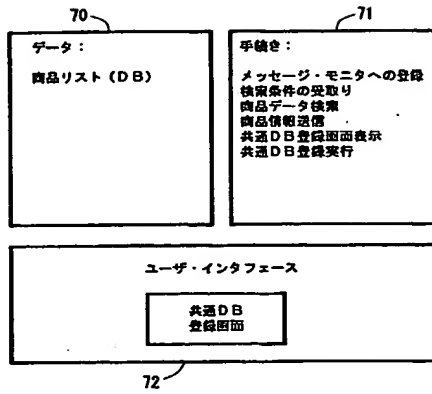 70
71
データ：
商品リスト（DB）
手続き：
メッセージ・モニタへの登録
検索条件の受取り
商品データ検索
商品情報送信
共通DB登録画面表示
共通DB登録実行
ユーザ・インタフェース
共通DB
登録画面
72